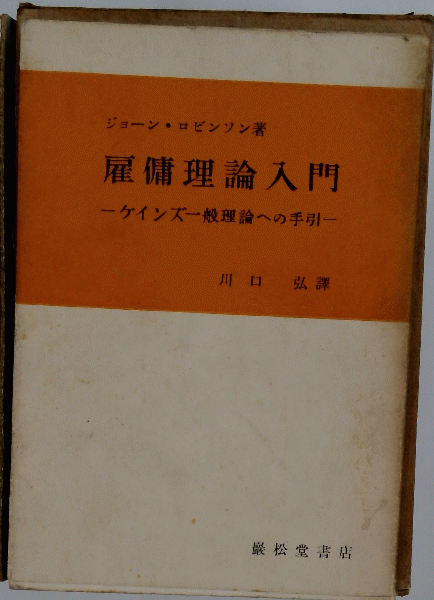 ジョーン・ロビンソン著
雇傭理論入門
—ケインズ一般理論への手引—
川口 弘譯
巖松堂書店